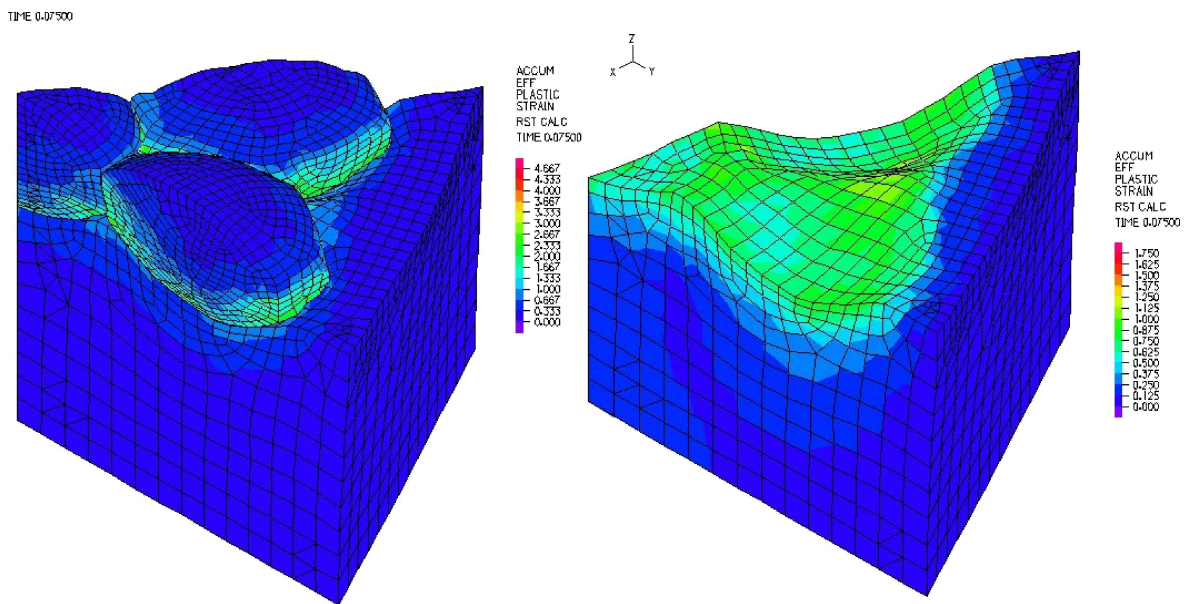 TIME 0.07500
ACCUM
EFF
PLASTIC
STRAIN
RST CALC
TIME 0.07500
4.667
4.333
4.000
3.667
3.333
3.000
2.667
2.333
2.000
1.667
1.333
1.000
0.667
0.333
0.000
Z
X Y
ACCUM
EFF
PLASTIC
STRAIN
RST CALC
TIME 0.07500
1.750
1.625
1.500
1.375
1.250
1.125
1.000
0.875
0.750
0.625
0.500
0.375
0.250
0.125
0.000